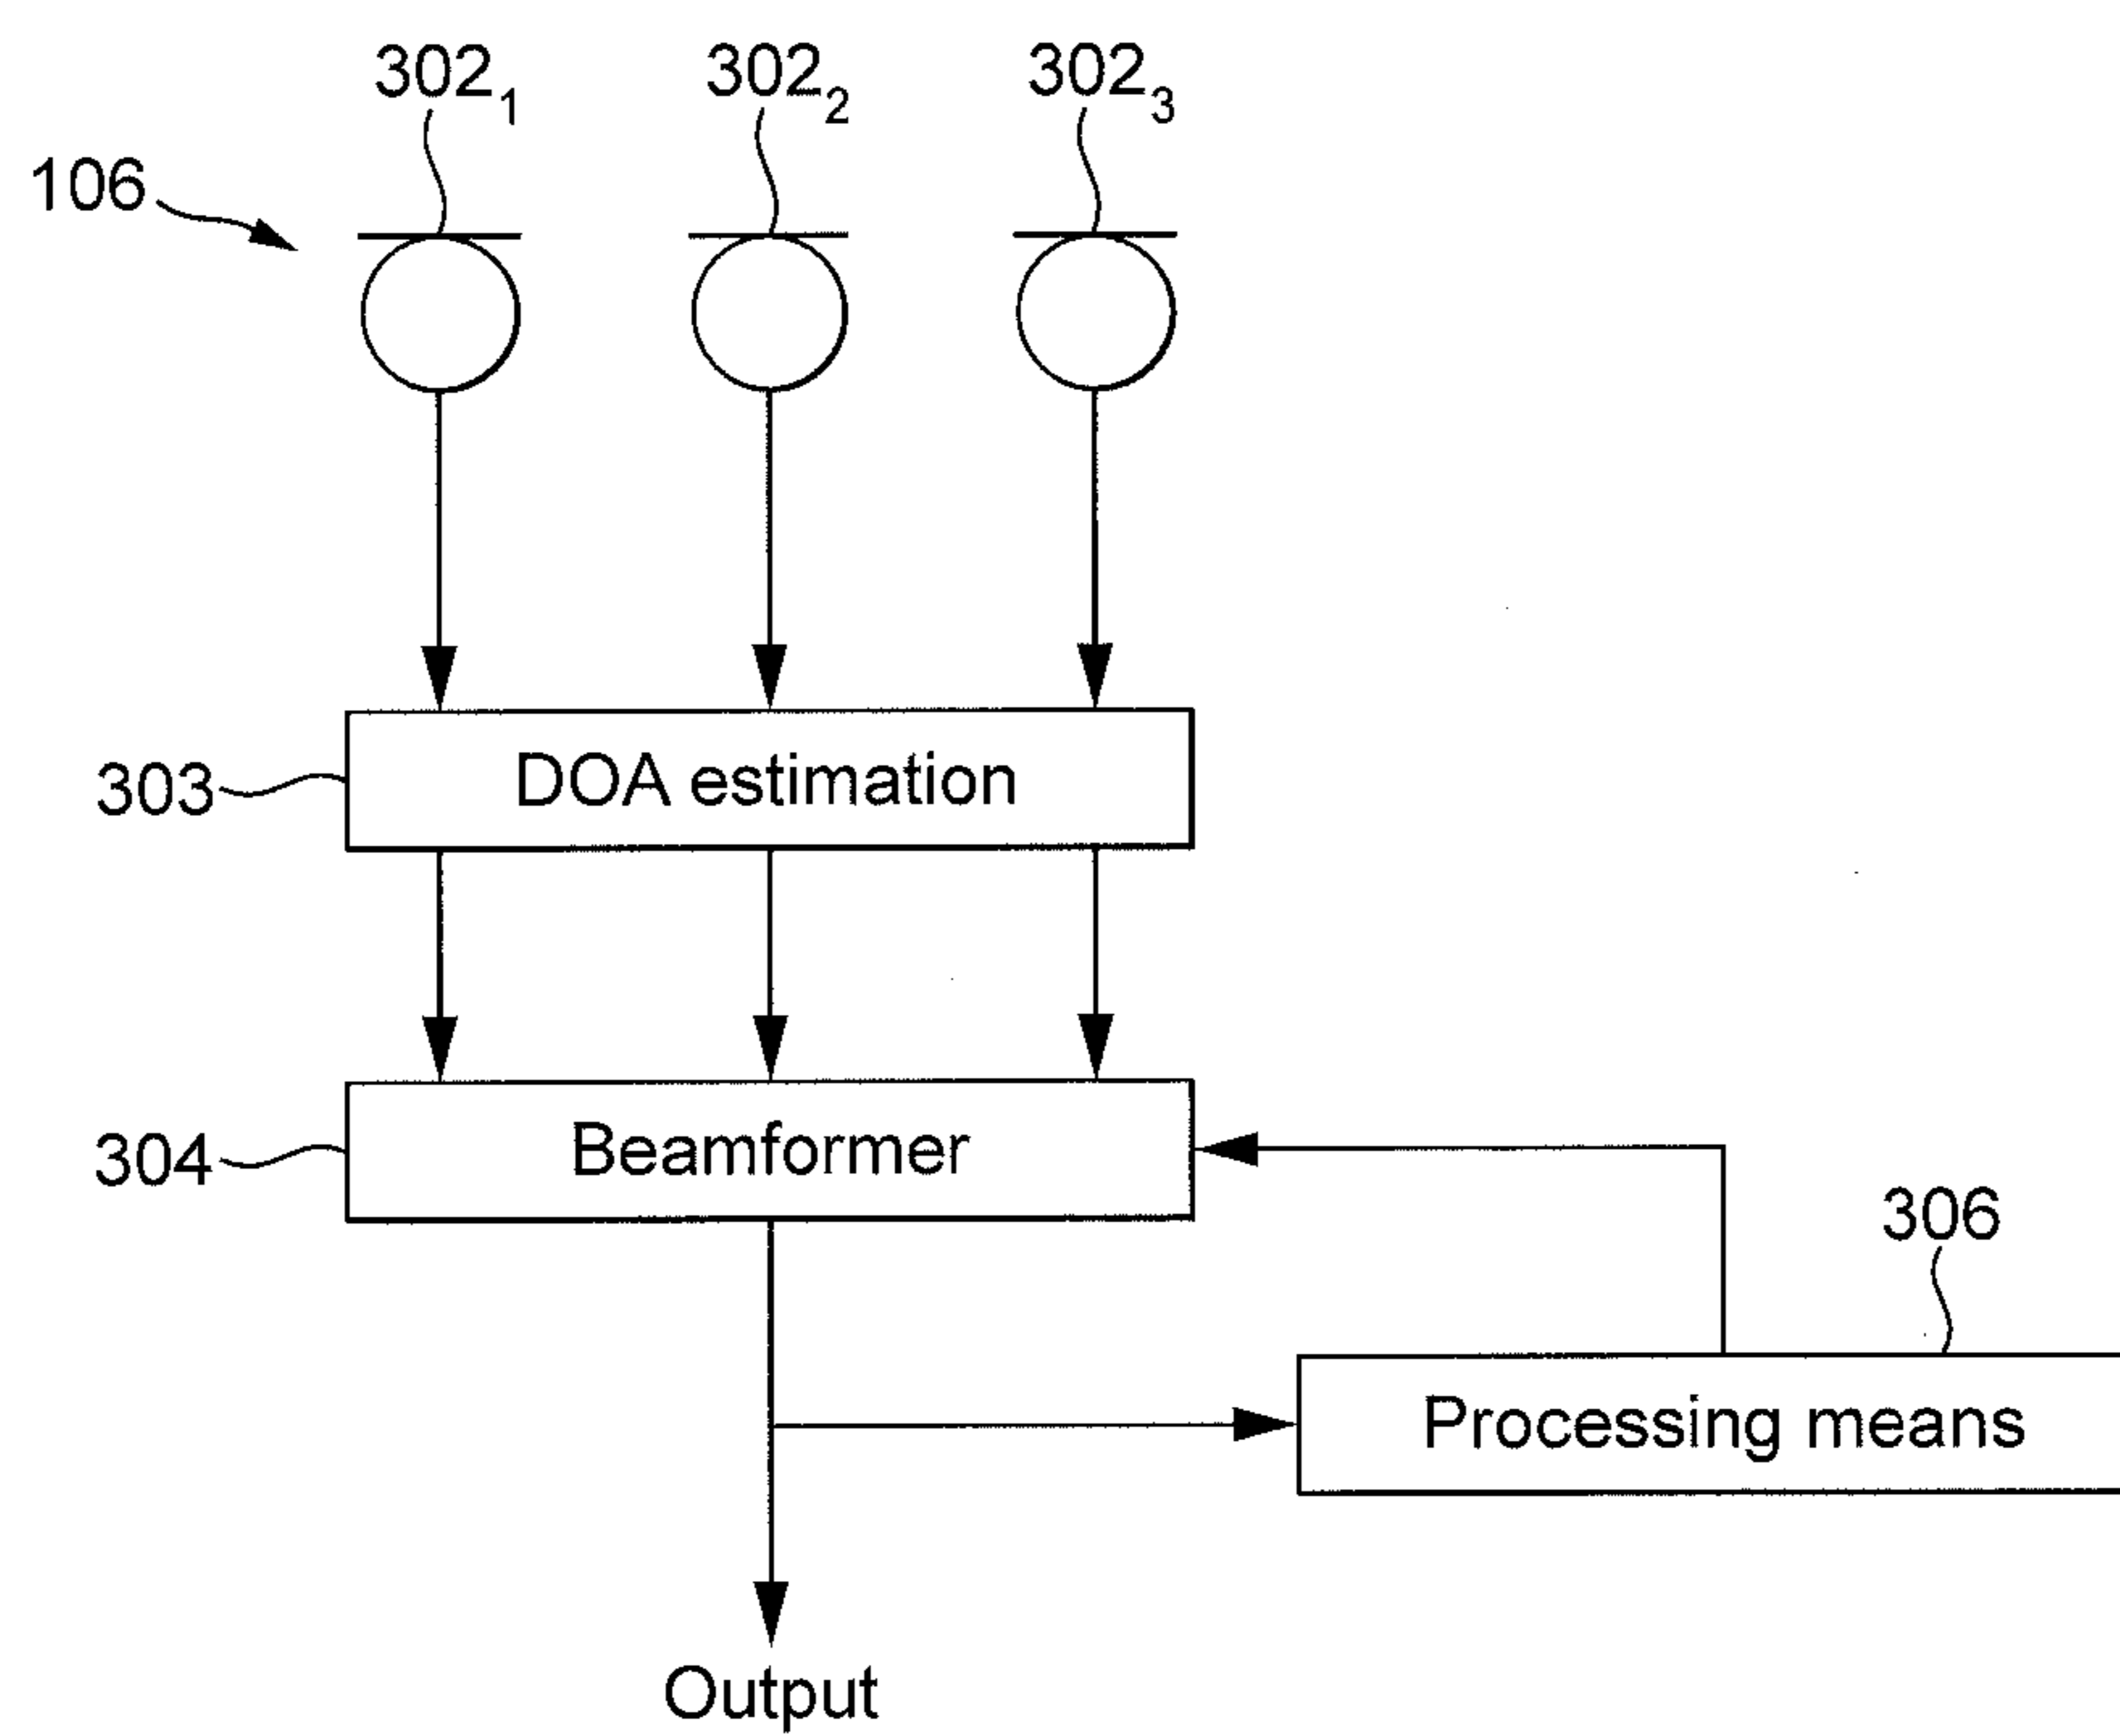 302₁ 302₂ 302₃
106
303 DOA estimation
304 Beamformer
306
Processing means
Output